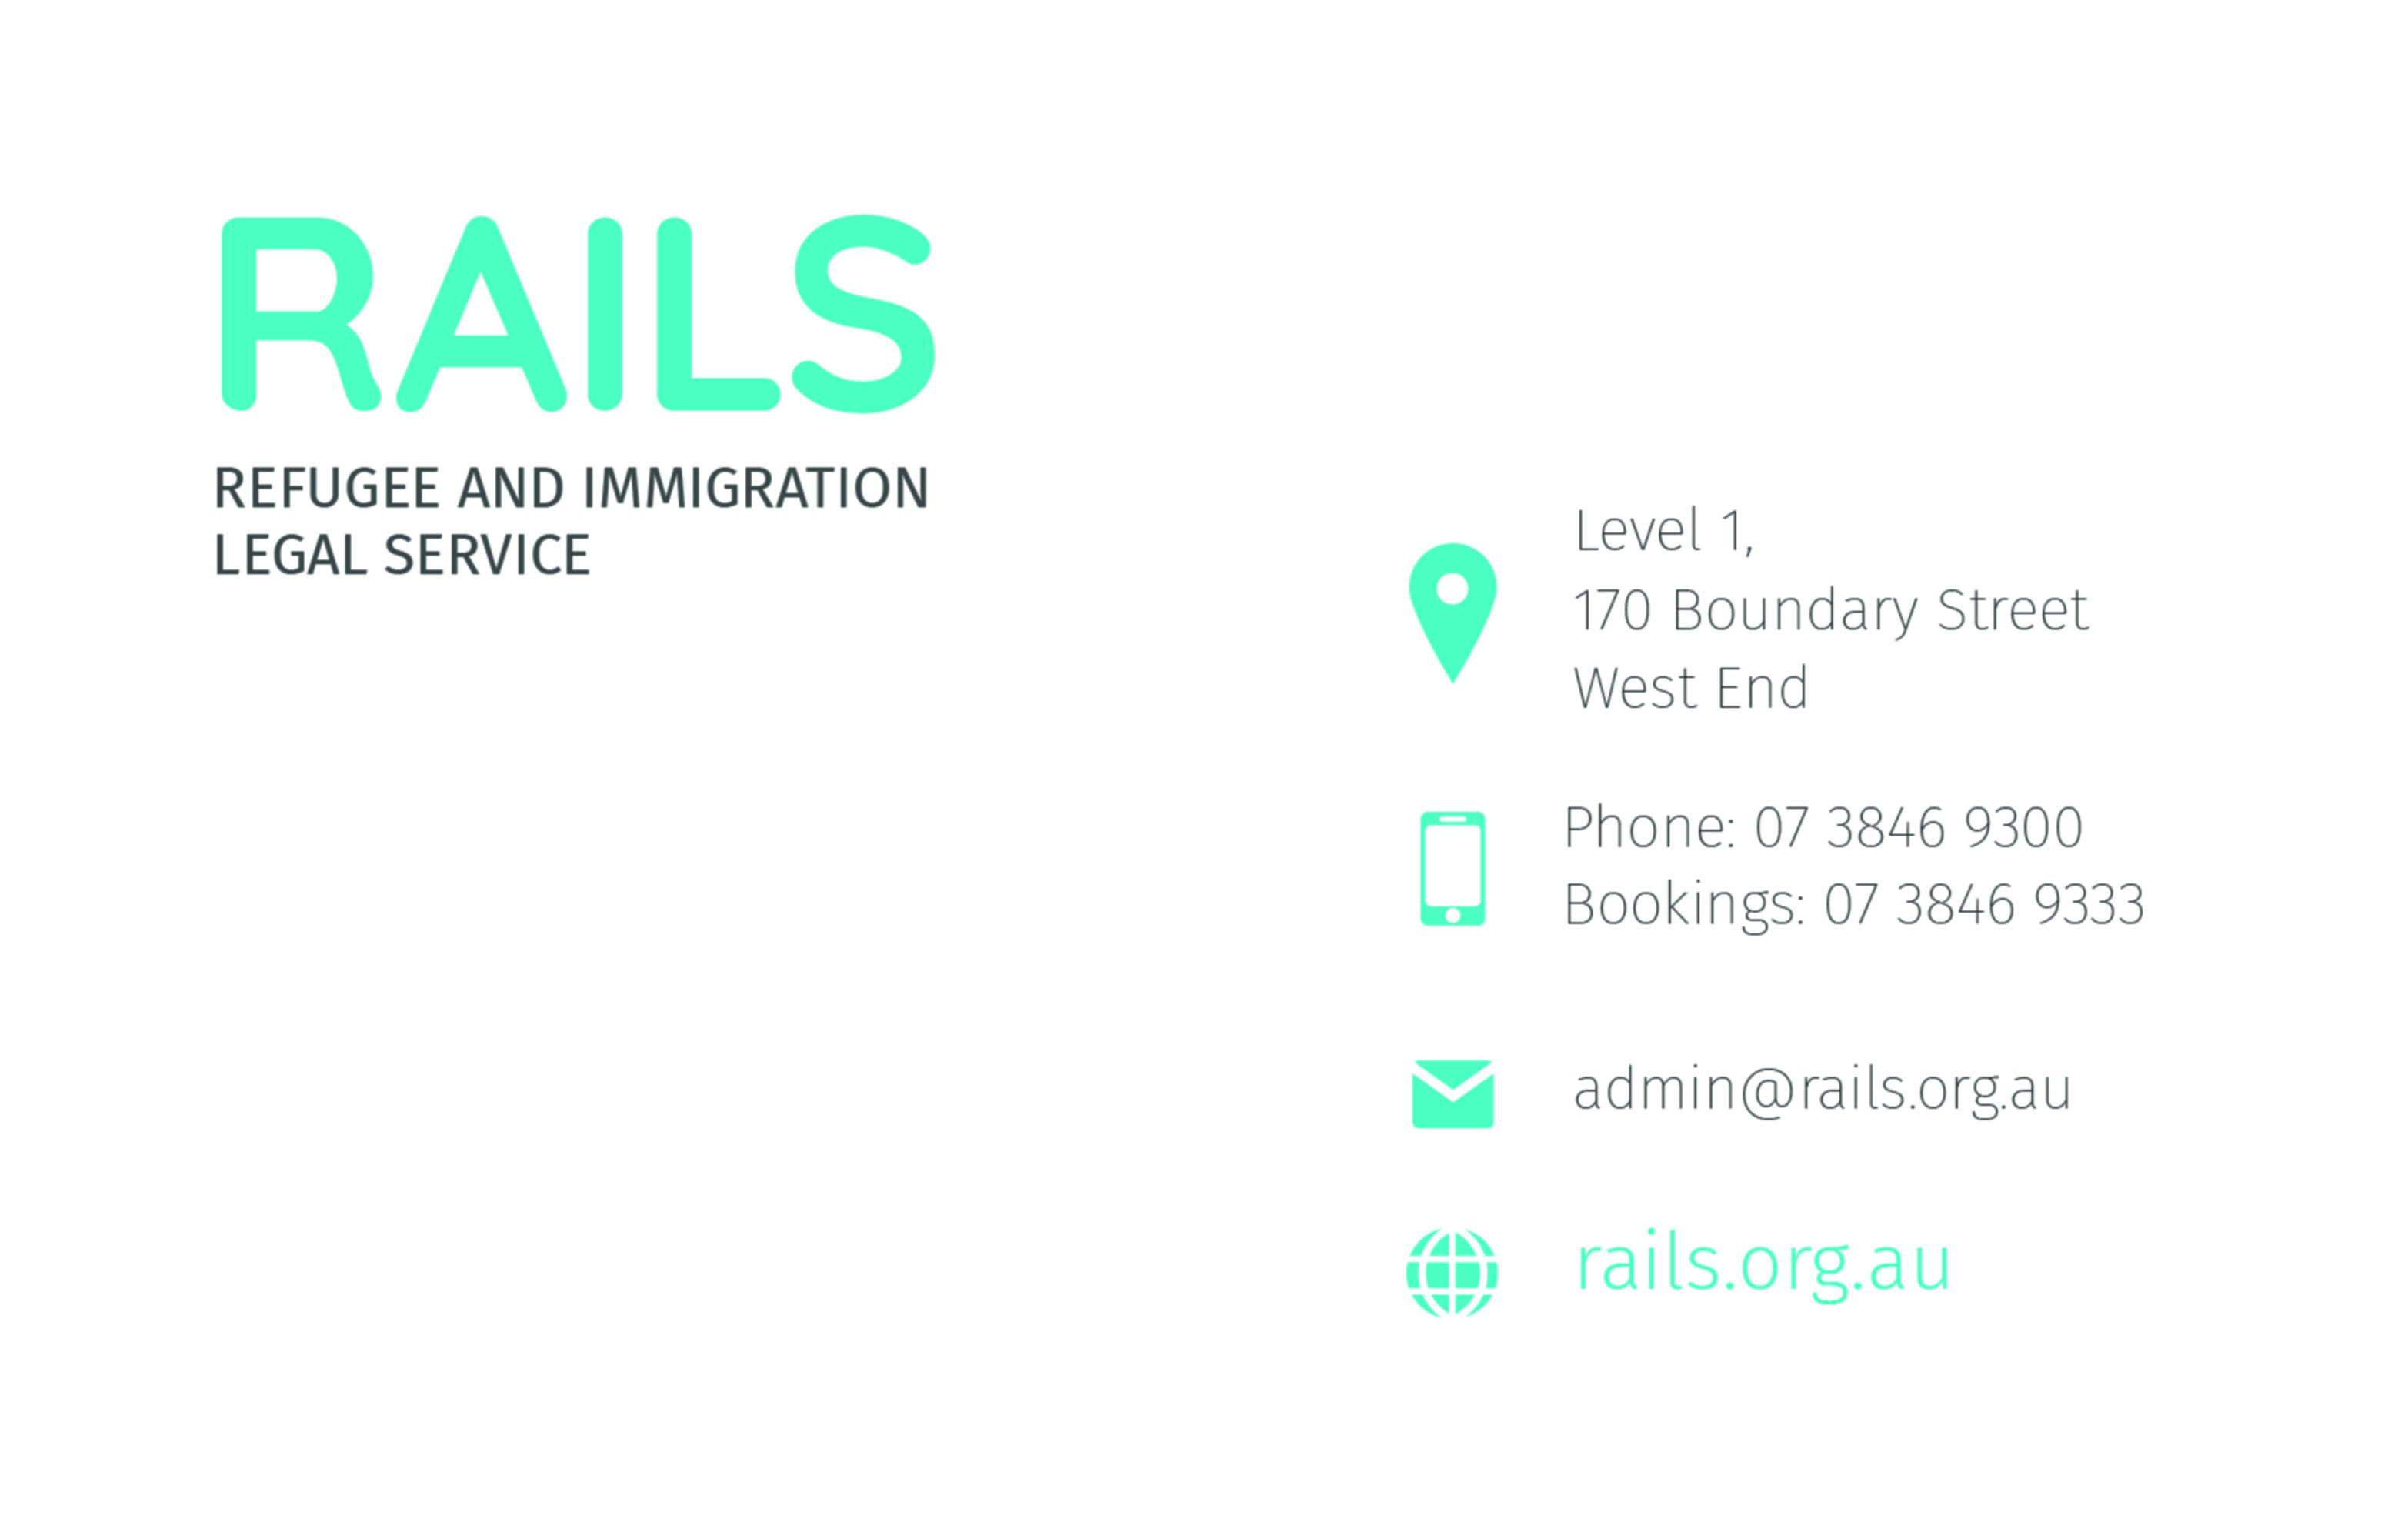 RAILS
REFUGEE AND IMMIGRATION
LEGAL SERVICE
Level 1,
170 Boundary Street
West End
Phone: 07 3846 9300
Bookings: 07 3846 9333
admin@rails.org.au
rails.org.au